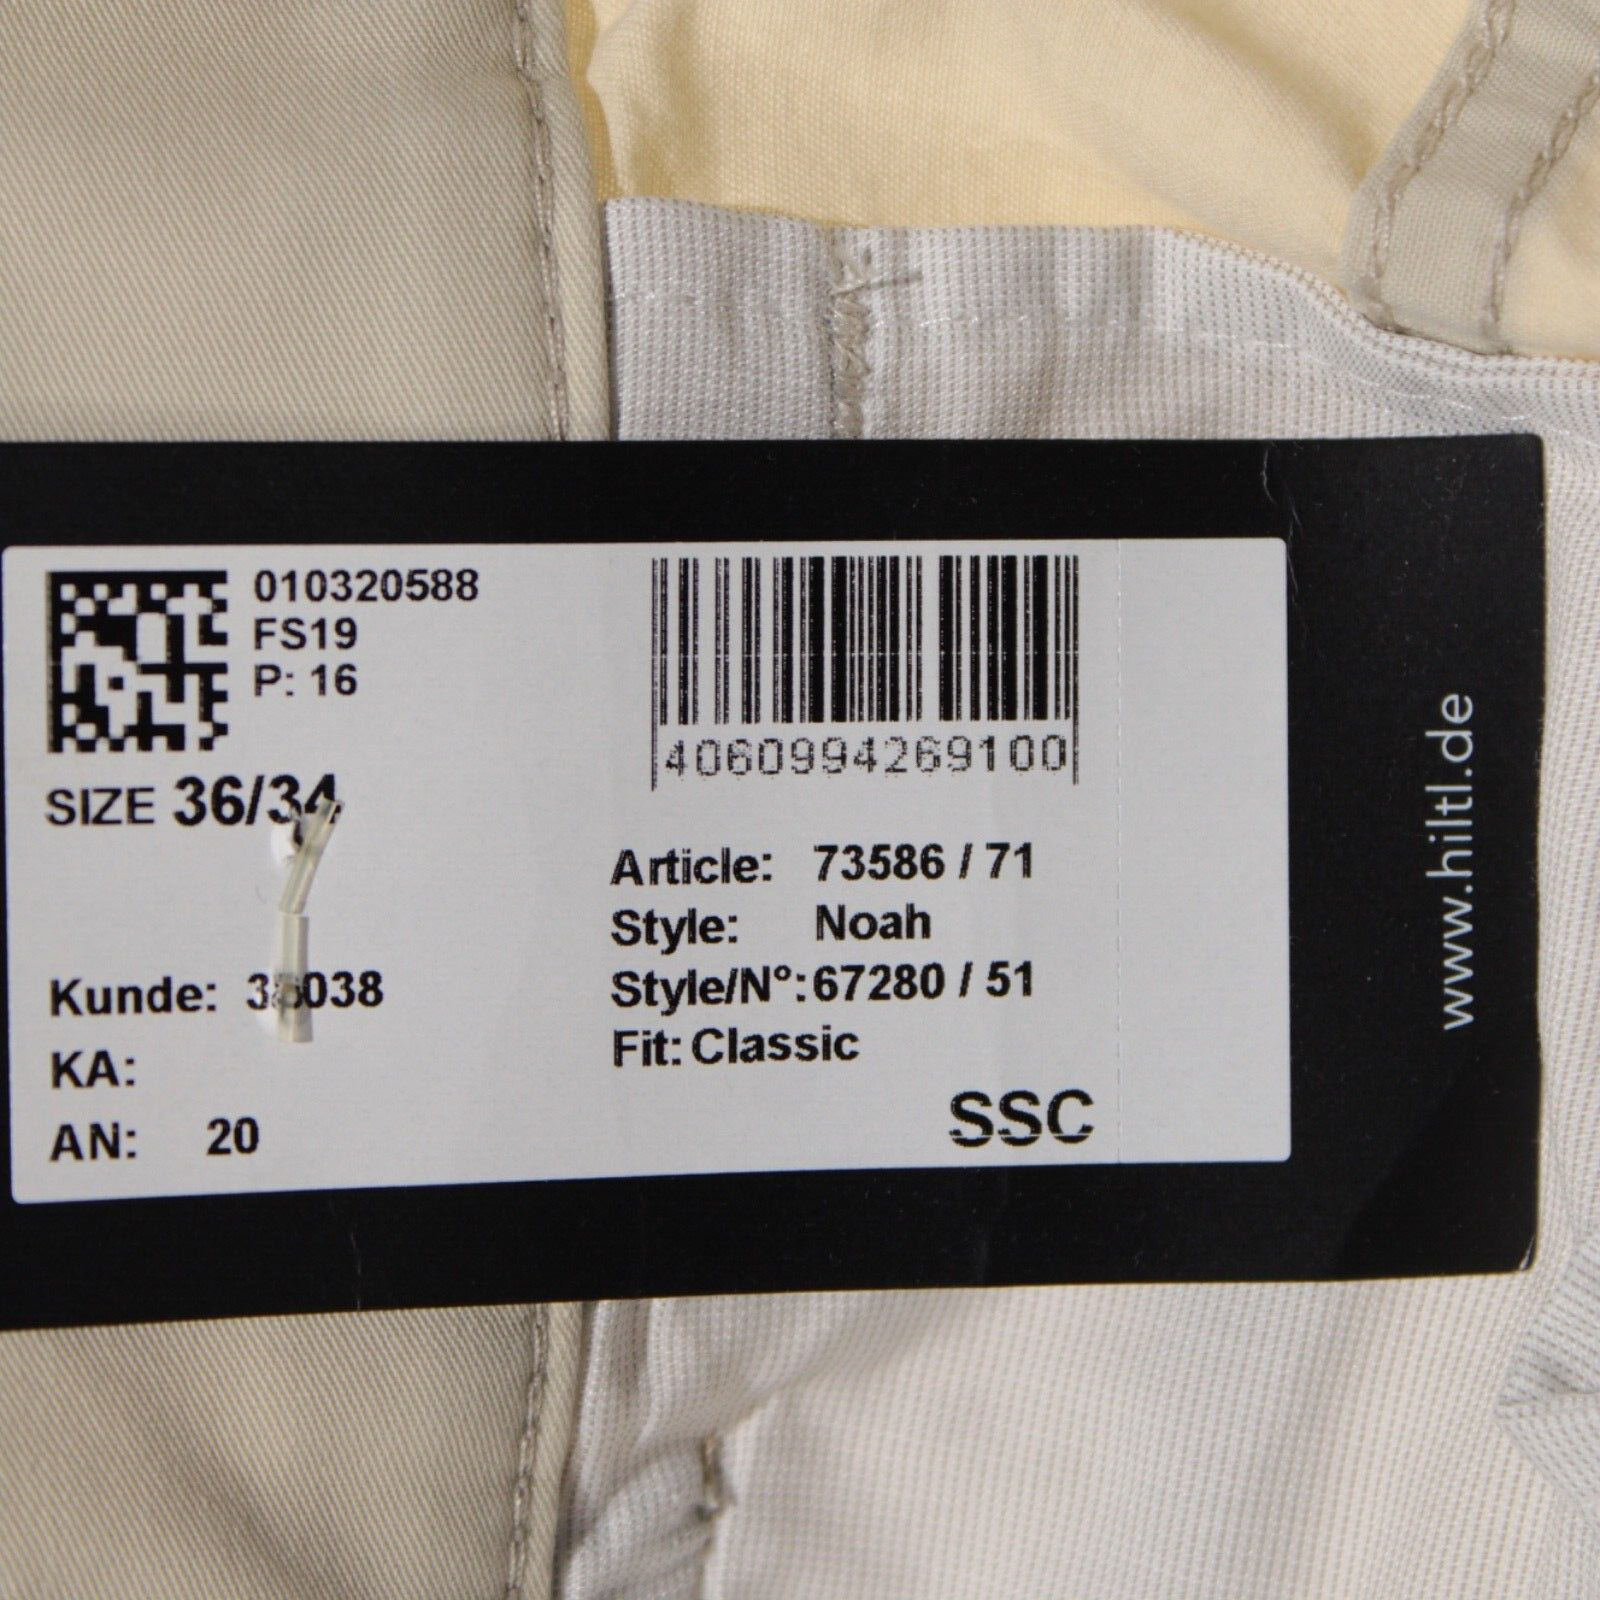 010320588
FS19
P: 16
SIZE 36/34
4060994269100
Article: 73586 / 71
Style: Noah
Style/N°: 67280 / 51
Fit: Classic
Kunde:
KA:
AN: 20
SSC
www.hiltl.de